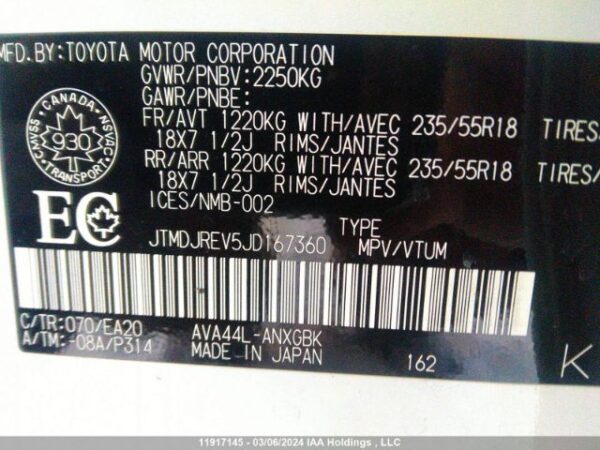 MFD.BY:TOYOTA MOTOR CORPORATION
GVWR/PNBV:2250KG
GAWR/PNBE:
FR/AVT 1220KG WITH/AVEC 235/55R18 TIRES
18X7 1/2J RIMS/JANTES
RR/ARR 1220KG WITH/AVEC 235/55R18 TIRES/
18X7 1/2J RIMS/JANTES
ICES/NMB-002
CANADA
CMVSS NSVAC
930
TRANSPORT
EC
TYPE
JTMDJREV5JD167360 MPV/VTUM
C/TR:070/EA20 AVA44L-ANXGBK
A/TM:-08A/P314 MADE IN JAPAN 162 K
11917145 - 03/06/2024 IAA Holdings , LLC